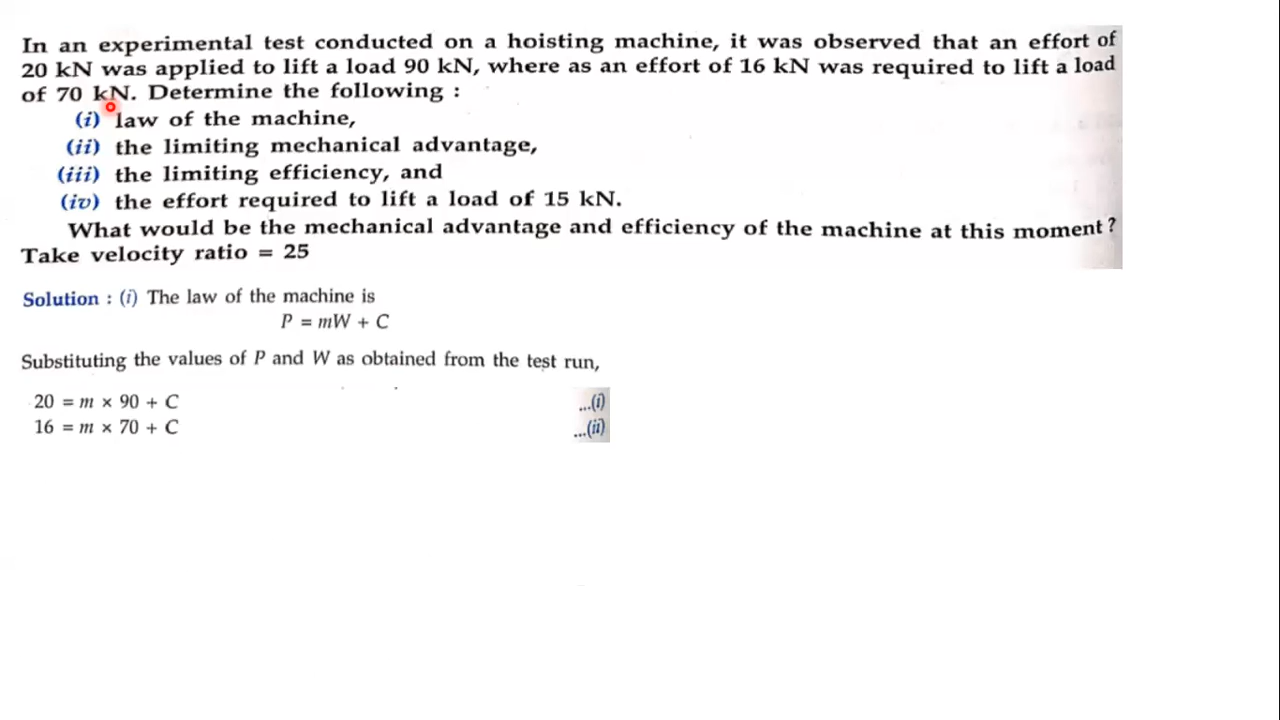 In an experimental test conducted on a hoisting machine, it was observed that an effort of
20 kN was applied to lift a load 90 kN, where as an effort of 16 kN was required to lift a load
of 70 kN. Determine the following :
(i) law of the machine,
(ii) the limiting mechanical advantage,
(iii) the limiting efficiency, and
(iv) the effort required to lift a load of 15 kN.
What would be the mechanical advantage and efficiency of the machine at this moment ?
Take velocity ratio = 25
Solution : (i) The law of the machine is
P = mW + C
Substituting the values of P and W as obtained from the test run,
20 = m × 90 + C ...(i)
16 = m × 70 + C ...(ii)